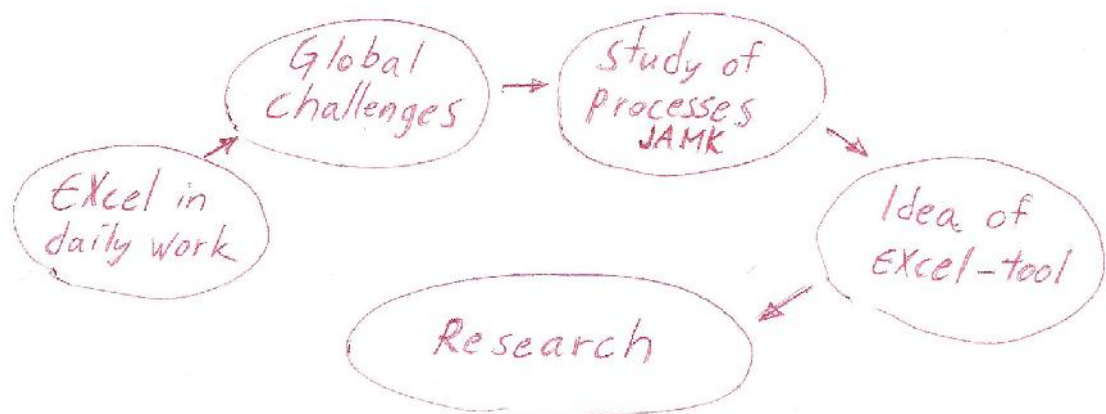 Excel in
daily work
Global
challenges
Study of
processes
JAMK
Idea of
Excel-tool
Research